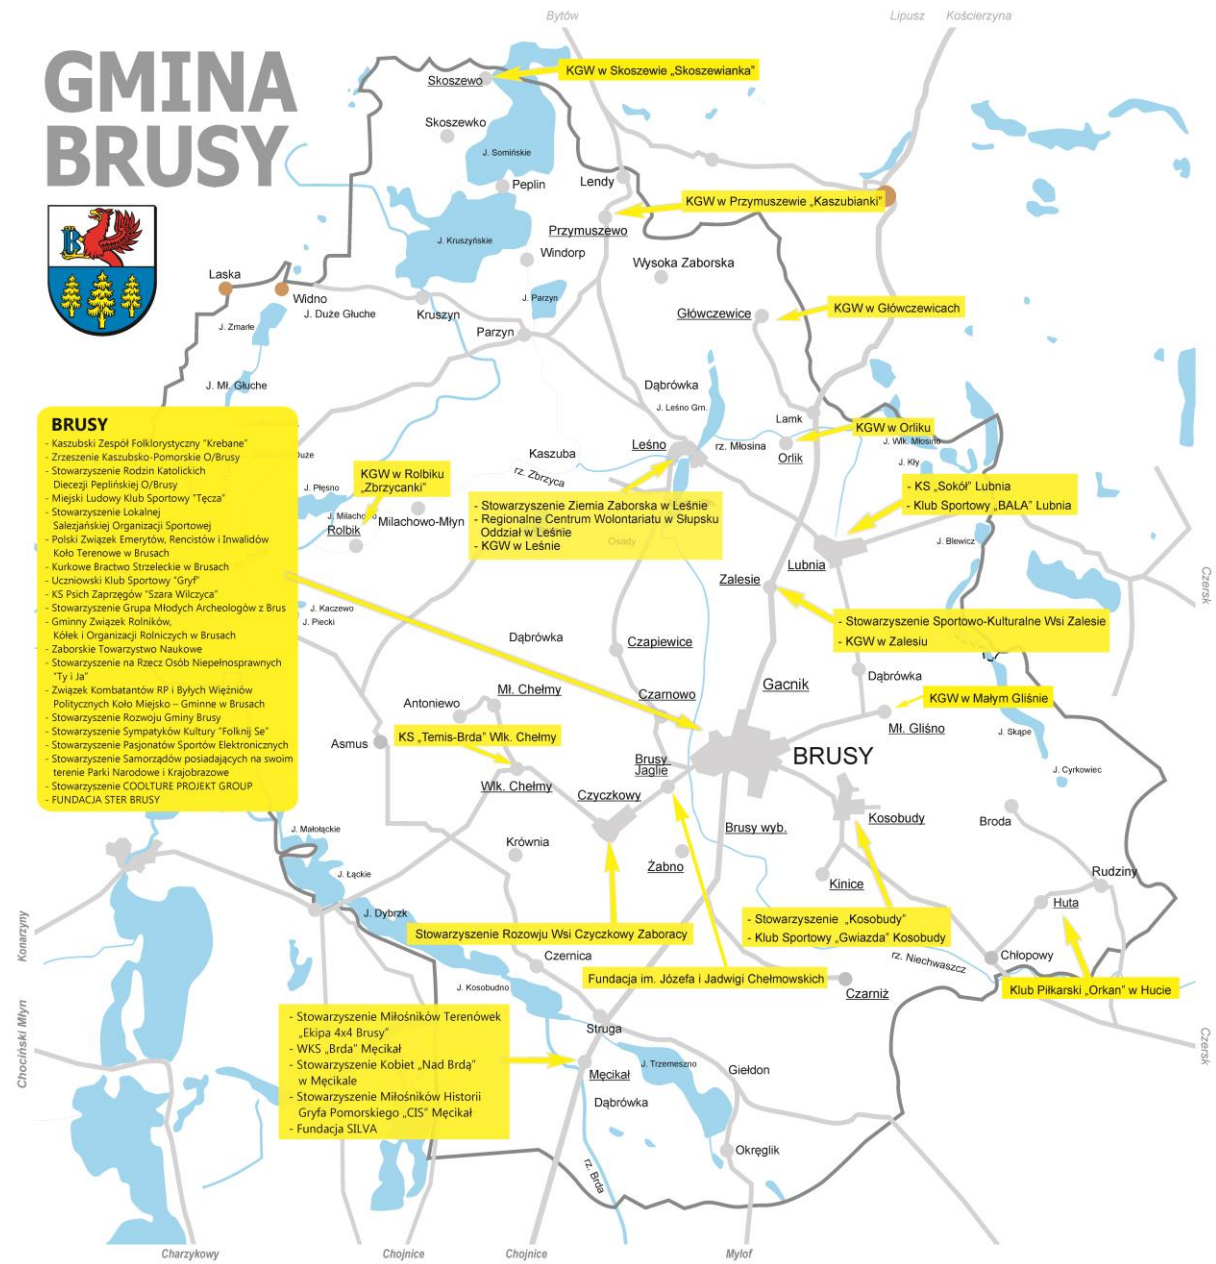 Bytów
Lipusz
Kościerzyna
GMINA
BRUSY
KGW w Skoszewie „Skoszewianka”
Skoszewo
Skoszewko
J. Somińskie
Peplin
Lendy
KGW w Przymuszewie „Kaszubianki”
Przymuszewo
J. Kruszyńskie
Windorp
Wysoka Zaborska
Laska
Widno
J. Duże Głuche
J. Parzyn
Kruszyn
KGW w Główczewicach
Główczewice
J. Zmarłe
Parzyn
J. Mł. Głuche
Dąbrówka
J. Leśno Grn.
Lamk
KGW w Orliku
J. Wlk. Młosino
Leśno
rz. Młosina
Orlik
Kaszuba
rz. Zbrzyca
J. Kły
BRUSY
- Kaszubski Zespół Folklorystyczny "Krebane"
- Zrzeszenie Kaszubsko-Pomorskie O/Brusy
- Stowarzyszenie Rodzin Katolickich
Diecezji Peplińskiej O/Brusy
- Miejski Ludowy Klub Sportowy "Tęcza"
- Stowarzyszenie Lokalnej
Salezjańskiej Organizacji Sportowej
- Polski Związek Emerytów, Rencistów i Inwalidów
Koło Terenowe w Brusach
- Kurkowe Bractwo Strzeleckie w Brusach
- Uczniowski Klub Sportowy "Gryf"
- KS Psich Zaprzęgów "Szara Wilczyca"
- Stowarzyszenie Grupa Młodych Archeologów z Brus
- Gminny Związek Rolników,
Kółek i Organizacji Rolniczych w Brusach
- Zaborskie Towarzystwo Naukowe
- Stowarzyszenie na Rzecz Osób Niepełnosprawnych
"Ty i Ja"
- Związek Kombatantów RP i Byłych Więźniów
Politycznych Koło Miejsko – Gminne w Brusach
- Stowarzyszenie Rozwoju Gminy Brusy
- Stowarzyszenie Sympatyków Kultury "Folknij Se"
- Stowarzyszenie Pasjonatów Sportów Elektronicznych
- Stowarzyszenie Samorządów posiadających na swoim
terenie Parki Narodowe i Krajobrazowe
- Stowarzyszenie COOLTURE PROJEKT GROUP
- FUNDACJA STER BRUSY
Duże
KGW w Rolbiku
„Zbrzycanki”
J. Płęsno
J. Milachowo
Milachowo-Młyn
Rolbik
- Stowarzyszenie Ziemia Zaborska w Leśnie
- Regionalne Centrum Wolontariatu w Słupsku
Oddział w Leśnie
- KGW w Leśnie
Osady
- KS „Sokół” Lubnia
- Klub Sportowy „BALA” Lubnia
J. Blewicz
Lubnia
Zalesie
Czersk
- Stowarzyszenie Sportowo-Kulturalne Wsi Zalesie
- KGW w Zalesiu
J. Kaczewo
J. Piecki
Dąbrówka
Czapiewice
Dąbrówka
Gacnik
Mł. Chełmy
Czarnowo
KGW w Małym Gliśnie
Antoniewo
Mł. Gliśno
J. Skąpe
KS „Temis-Brda” Wlk. Chełmy
Asmus
Brusy
Jaglie
BRUSY
J. Cyrkowiec
Wlk. Chełmy
Czyczkowy
Kosobudy
Broda
J. Małołąckie
Brusy wyb.
Krównia
Żabno
Kinice
Rudziny
J. Łąckie
Huta
J. Dybrzk
Stowarzyszenie Rozowju Wsi Czyczkowy Zaboracy
- Stowarzyszenie „Kosobudy”
- Klub Sportowy „Gwiazda” Kosobudy
Konarzyny
Czernica
rz. Niechwaszcz
Chłopowy
Fundacja im. Józefa i Jadwigi Chełmowskich
Czarniż
Klub Piłkarski „Orkan” w Hucie
J. Kosobudno
Chociński Młyn
Struga
Czersk
- Stowarzyszenie Miłośników Terenówek
„Ekipa 4x4 Brusy”
- WKS „Brda” Męcikał
- Stowarzyszenie Kobiet „Nad Brdą”
w Męcikale
- Stowarzyszenie Miłośników Historii
Gryfa Pomorskiego „CIS” Męcikał
- Fundacja SILVA
Męcikał
J. Trzemeszno
Giełdon
Dąbrówka
Okręglik
rz. Brda
Charzykowy
Chojnice
Chojnice
Mylof